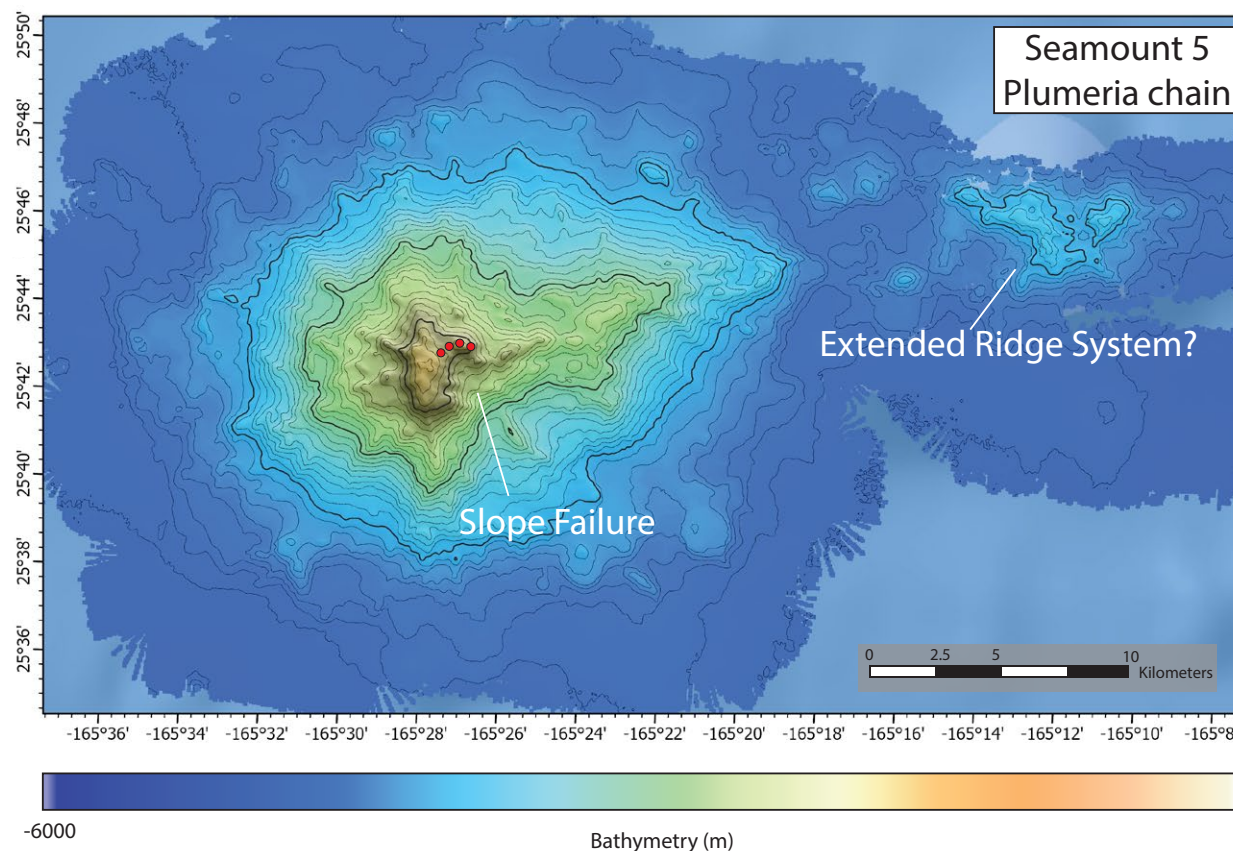 Seamount 5
Plumeria chain
25°50'
25°48'
25°46'
25°44'
25°42'
25°40'
25°38'
25°36'
Extended Ridge System?
Slope Failure
0 2.5 5 10
Kilometers
-165°36' -165°34' -165°32' -165°30' -165°28' -165°26' -165°24' -165°22' -165°20' -165°18' -165°16' -165°14' -165°12' -165°10' -165°8
-6000
Bathymetry (m)